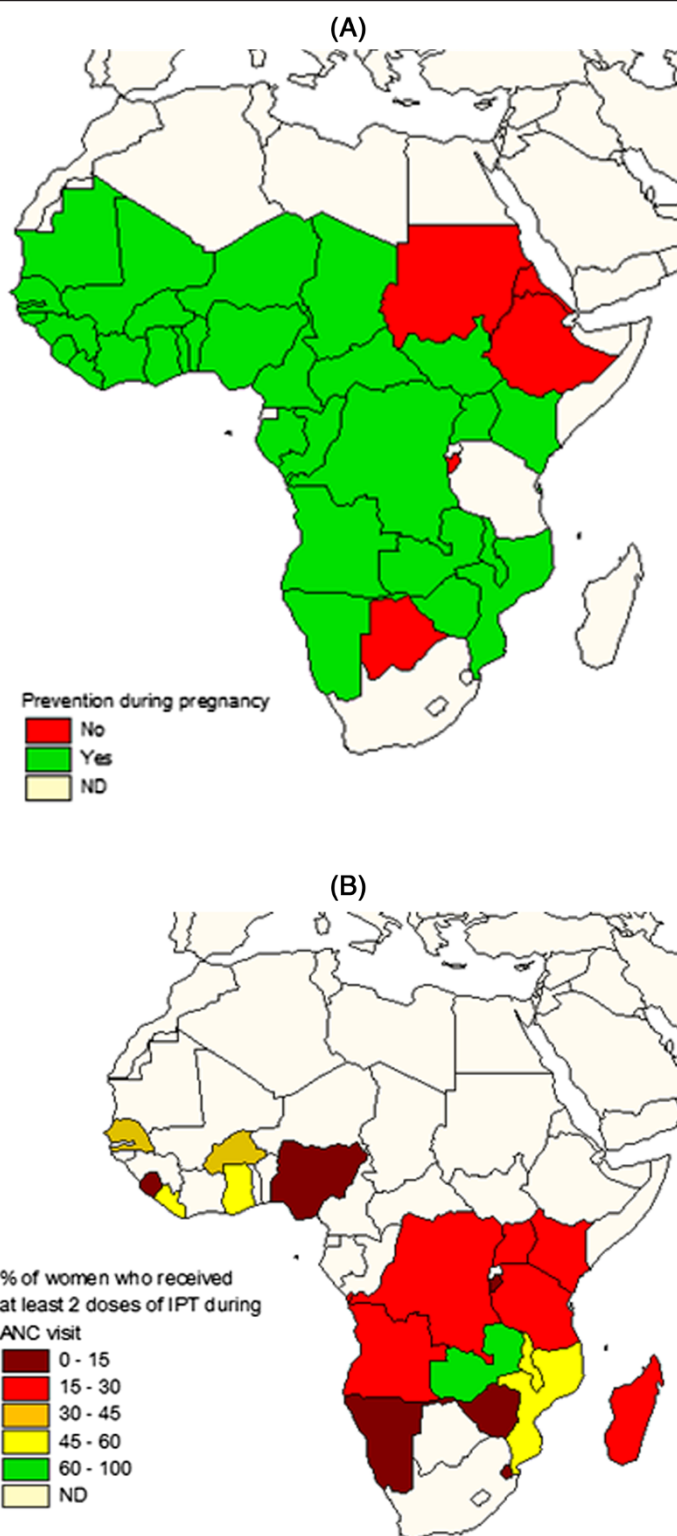 (A)
Prevention during pregnancy
No
Yes
ND
(B)
% of women who received
at least 2 doses of IPT during
ANC visit
0 - 15
15 - 30
30 - 45
45 - 60
60 - 100
ND